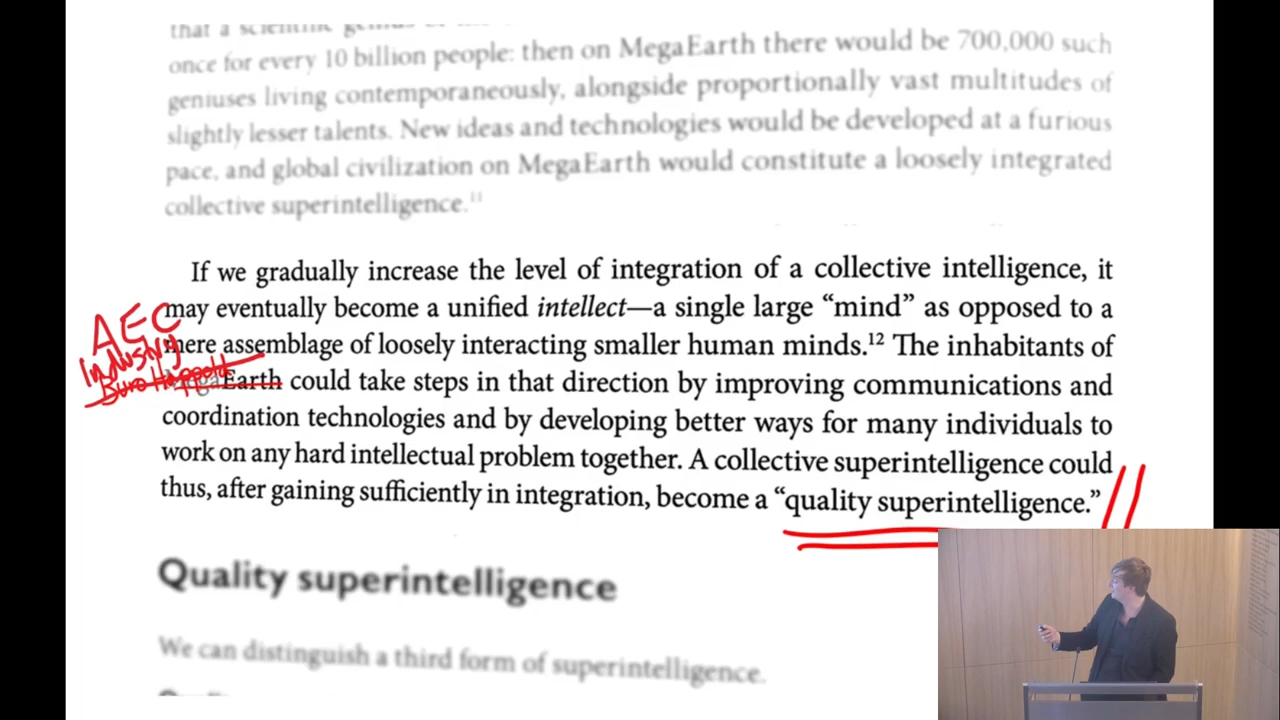 that a scientific genius of the
once for every 10 billion people: then on MegaEarth there would be 700,000 such
geniuses living contemporaneously, alongside proportionally vast multitudes of
slightly lesser talents. New ideas and technologies would be developed at a furious
pace, and global civilization on MegaEarth would constitute a loosely integrated
collective superintelligence.11
If we gradually increase the level of integration of a collective intelligence, it
may eventually become a unified intellect—a single large “mind” as opposed to a
mere assemblage of loosely interacting smaller human minds.12 The inhabitants of
MegaEarth could take steps in that direction by improving communications and
coordination technologies and by developing better ways for many individuals to
work on any hard intellectual problem together. A collective superintelligence could
thus, after gaining sufficiently in integration, become a “quality superintelligence.”
AEC
Industry
Buro Happold
Quality superintelligence
We can distinguish a third form of superintelligence.